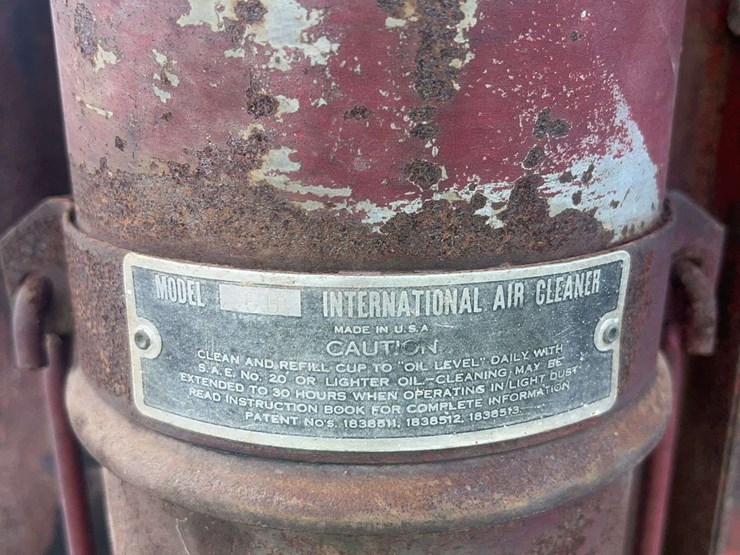 MODEL INTERNATIONAL AIR CLEANER
MADE IN U.S.A
CAUTION
CLEAN AND REFILL CUP TO "OIL LEVEL" DAILY WITH
S.A.E. No. 20 OR LIGHTER OIL.-CLEANING MAY BE
EXTENDED TO 30 HOURS WHEN OPERATING IN LIGHT DUST
READ INSTRUCTION BOOK FOR COMPLETE INFORMATION
PATENT NO'S. 1838511, 1838512, 1838513.